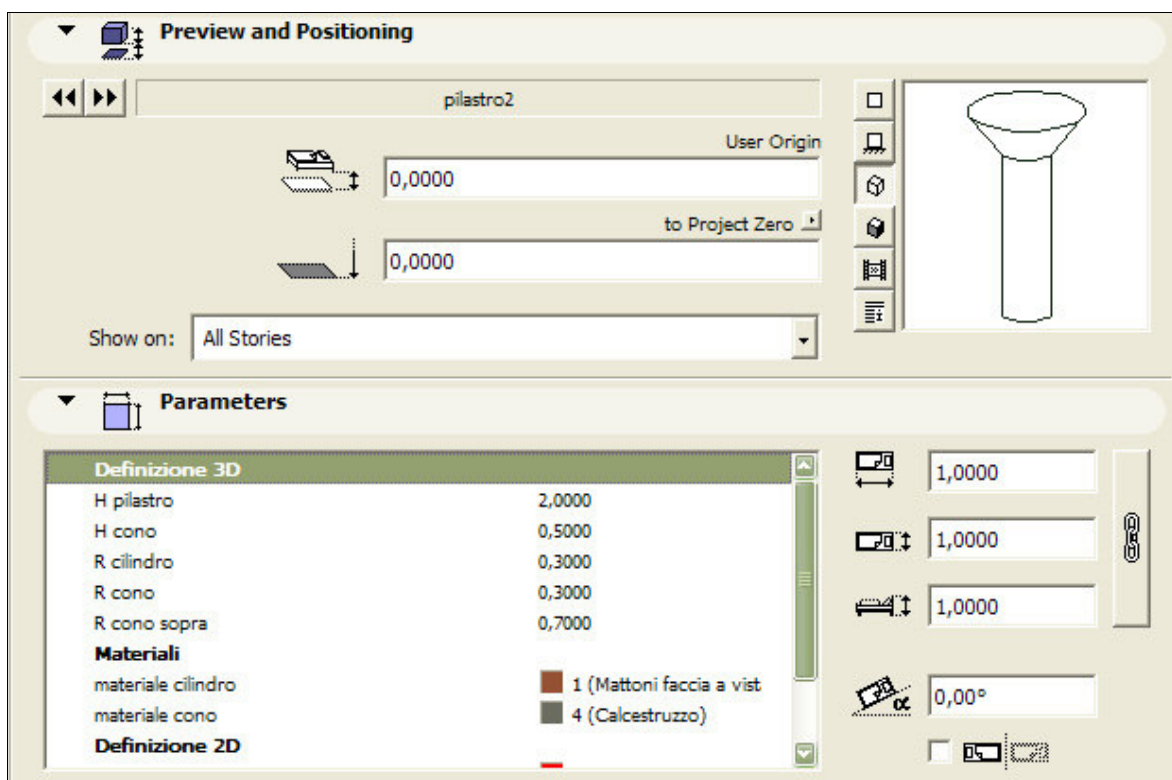 Preview and Positioning
pilastro2
User Origin
0,0000
to Project Zero
0,0000
Show on: All Stories
Parameters
Definizione 3D
H pilastro 2,0000
H cono 0,5000
R cilindro 0,3000
R cono 0,3000
R cono sopra 0,7000
Materiali
materiale cilindro 1 (Mattoni faccia a vist
materiale cono 4 (Calcestruzzo)
Definizione 2D
1,0000
1,0000
1,0000
α 0,00°